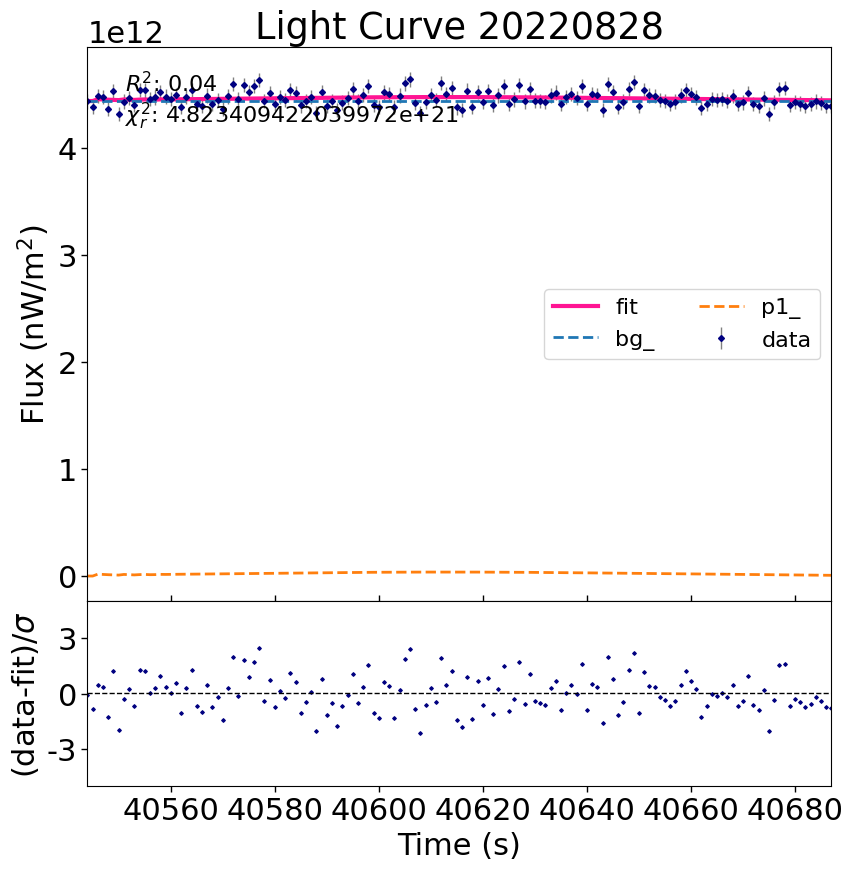 Light Curve 20220828
1e12
R²: 0.04
χ²ᵣ: 4.823409422039972e+21
4
3
2
1
0
Flux (nW/m²)
fit
bg_
p1_
data
3
0
-3
(data-fit)/σ
40560 40580 40600 40620 40640 40660 40680
Time (s)